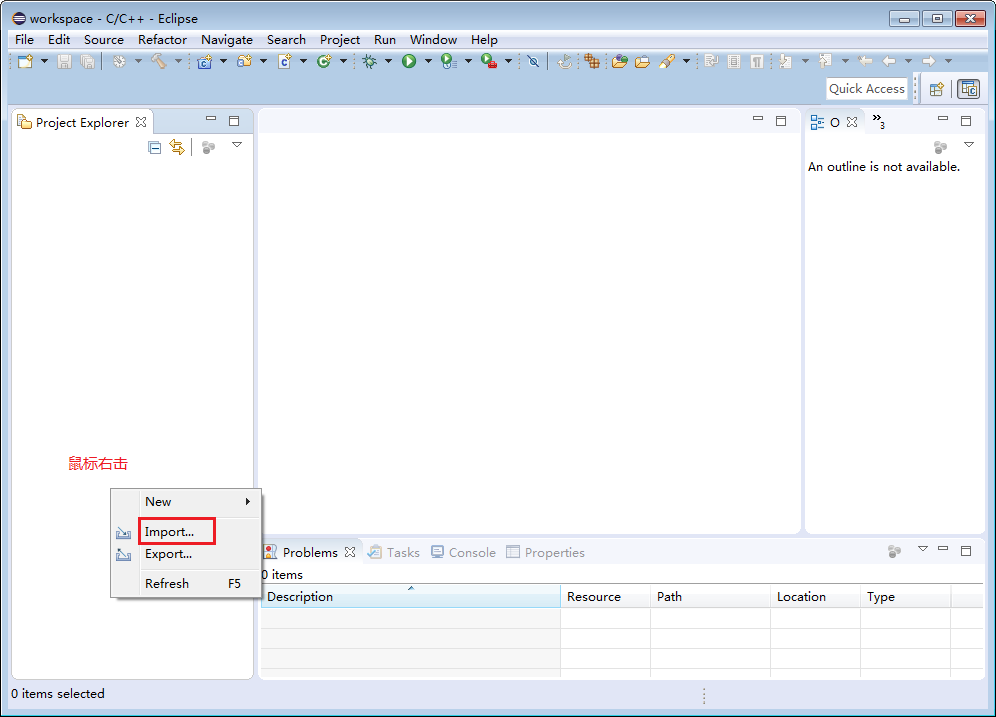 workspace - C/C++ - Eclipse
File Edit Source Refactor Navigate Search Project Run Window Help
Quick Access
Project Explorer
O
3
An outline is not available.
鼠标右击
New
Import...
Export...
Refresh F5
Problems Tasks Console Properties
0 items
Description Resource Path Location Type
0 items selected